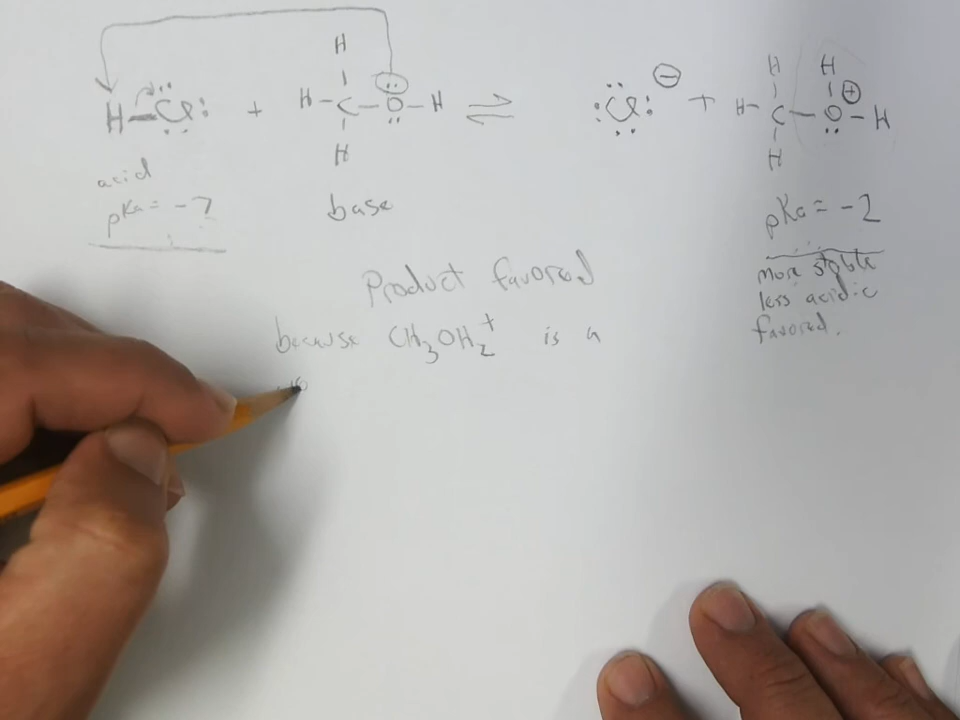 H
H H
H–Cl + H–C–O–H ⇌ Cl ⊖ + H–C–O–H ⊕
H
H
acid
pKa = -7
base
pKa = -2
Product favored
because CH3OH2+ is a
more stable
less acidic
favored.